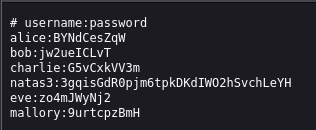 # username:password
alice:BYNdCesZqW
bob:jw2ueICLvT
charlie:G5vCxkVV3m
natas3:3gqisGdR0pjm6tpkDKdIWO2hSvchLeYH
eve:zo4mJWyNj2
mallory:9urtcpzBmH